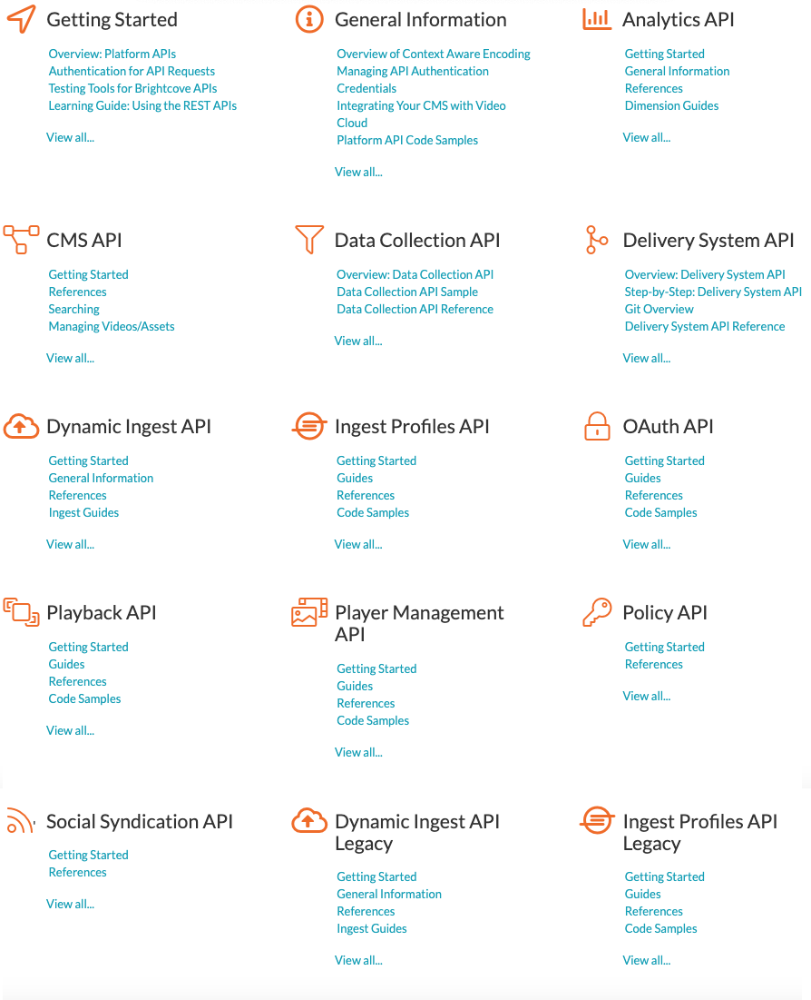 Getting Started
Overview: Platform APIs
Authentication for API Requests
Testing Tools for Brightcove APIs
Learning Guide: Using the REST APIs
View all...
General Information
Overview of Context Aware Encoding
Managing API Authentication
Credentials
Integrating Your CMS with Video
Cloud
Platform API Code Samples
View all...
Analytics API
Getting Started
General Information
References
Dimension Guides
View all...
CMS API
Getting Started
References
Searching
Managing Videos/Assets
View all...
Data Collection API
Overview: Data Collection API
Data Collection API Sample
Data Collection API Reference
View all...
Delivery System API
Overview: Delivery System API
Step-by-Step: Delivery System API
Git Overview
Delivery System API Reference
View all...
Dynamic Ingest API
Getting Started
General Information
References
Ingest Guides
View all...
Ingest Profiles API
Getting Started
Guides
References
Code Samples
View all...
OAuth API
Getting Started
Guides
References
Code Samples
View all...
Playback API
Getting Started
Guides
References
Code Samples
View all...
Player Management
API
Getting Started
Guides
References
Code Samples
View all...
Policy API
Getting Started
References
View all...
Social Syndication API
Getting Started
References
View all...
Dynamic Ingest API
Legacy
Getting Started
General Information
References
Ingest Guides
View all...
Ingest Profiles API
Legacy
Getting Started
Guides
References
Code Samples
View all...